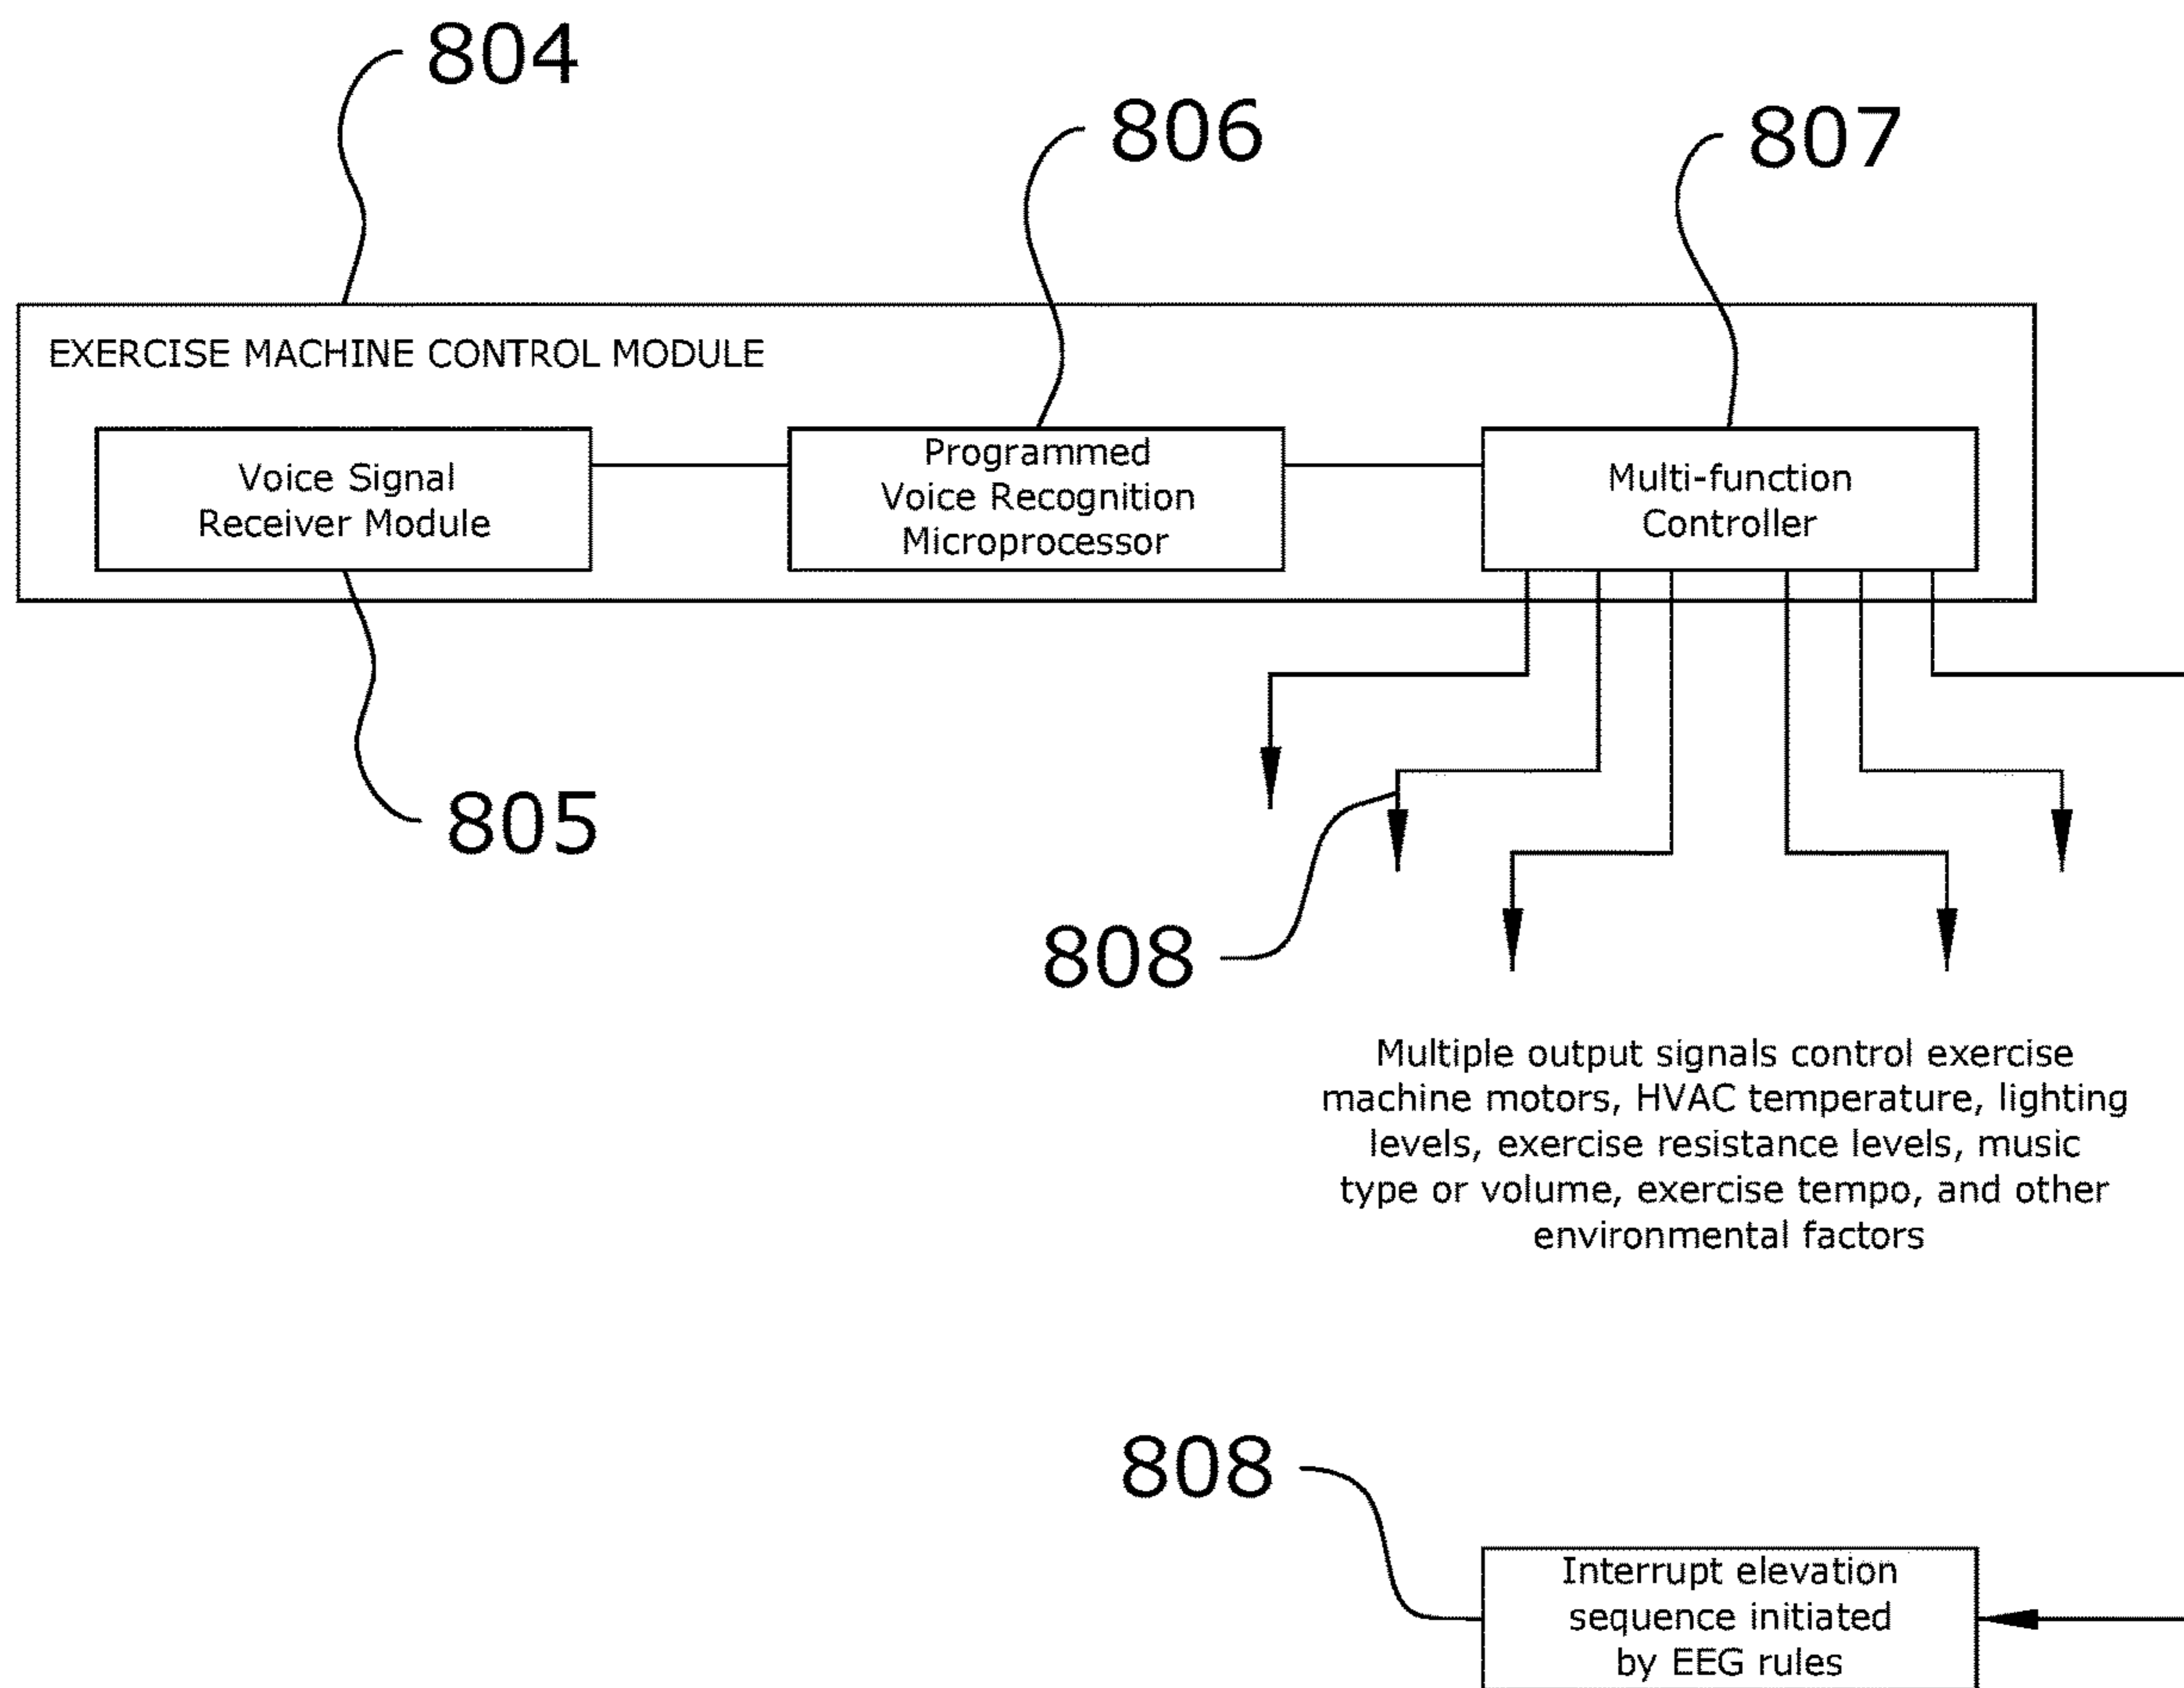 804
806
807
EXERCISE MACHINE CONTROL MODULE
Voice Signal
Receiver Module
Programmed
Voice Recognition
Microprocessor
Multi-function
Controller
805
808
Multiple output signals control exercise
machine motors, HVAC temperature, lighting
levels, exercise resistance levels, music
type or volume, exercise tempo, and other
environmental factors
808
Interrupt elevation
sequence initiated
by EEG rules